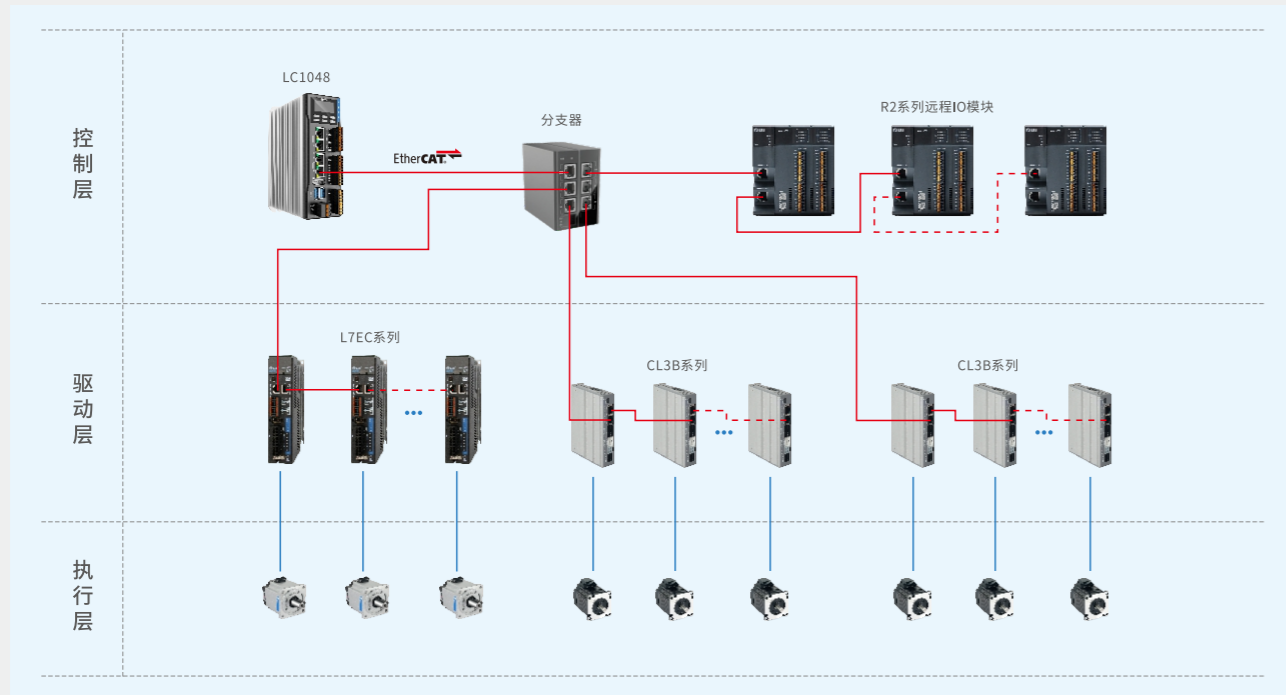 LC1048
分支器
R2系列远程IO模块
EtherCAT
控制层
L7EC系列
CL3B系列
CL3B系列
驱动层
执行层